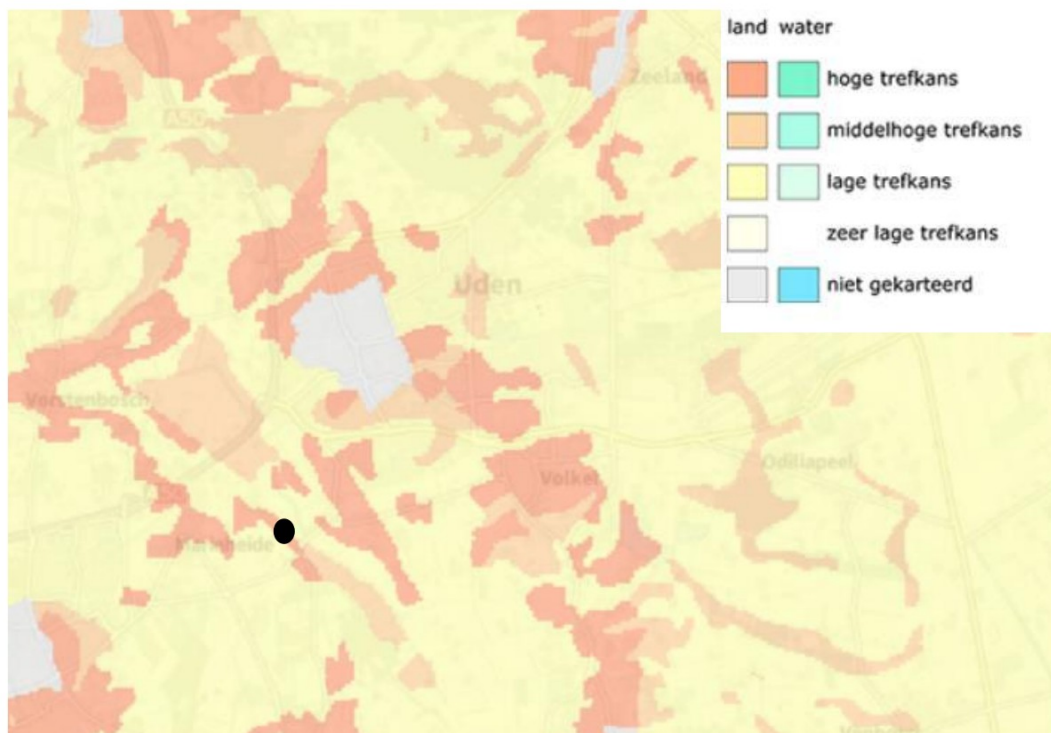 land water
hoge trefkans
middelhoge trefkans
lage trefkans
zeer lage trefkans
niet gekarteerd
Zeeland
A50
Uden
Vorstenbosch
Odiliapeel
Volkel
Mariaheide